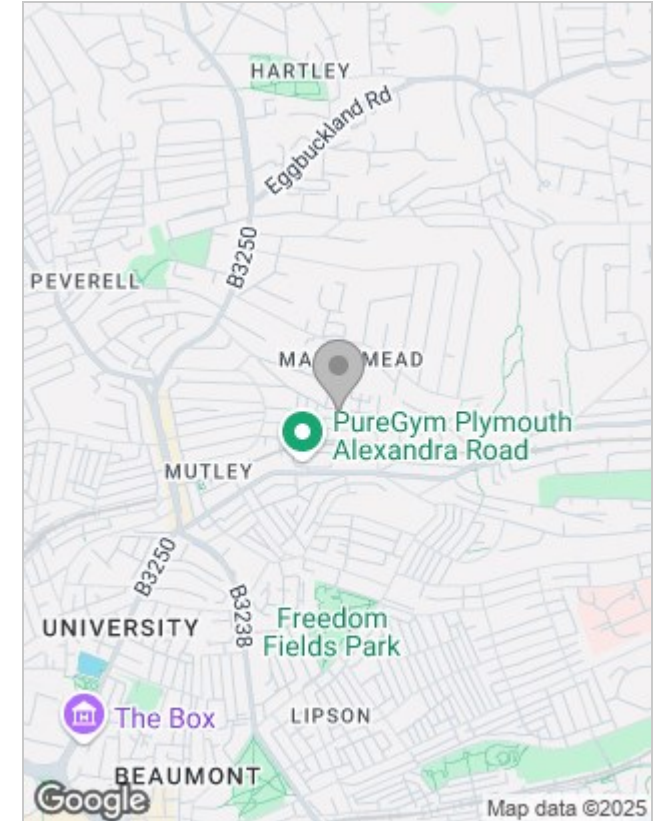 HARTLEY
Eggbuckland Rd
B3250
PEVERELL
MEAD
PureGym Plymouth
Alexandra Road
MUTLEY
B3250
B3238
UNIVERSITY
Freedom
Fields Park
The Box
LIPSON
BEAUMONT
Google
Map data ©2025